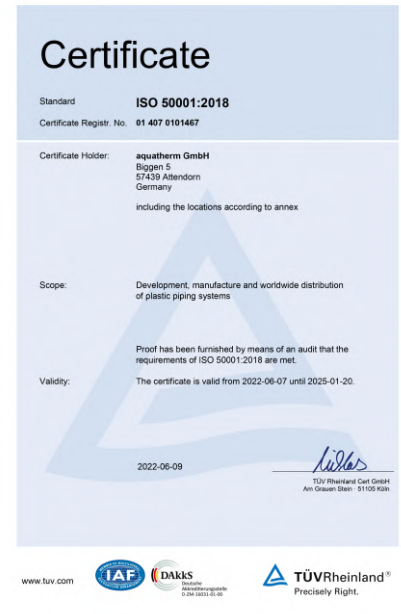 Certificate
Standard ISO 50001:2018
Certificate Registr. No. 01 407 0101467
Certificate Holder: aquatherm GmbH
Biggen 5
57439 Attendorn
Germany
including the locations according to annex
Scope: Development, manufacture and worldwide distribution
of plastic piping systems
Proof has been furnished by means of an audit that the
requirements of ISO 50001:2018 are met.
Validity: The certificate is valid from 2022-06-07 until 2025-01-20.
2022-06-09
TÜV Rheinland Cert GmbH
Am Grauen Stein · 51105 Köln
www.tuv.com
IAF
DAkkS
Deutsche
Akkreditierungsstelle
D-ZM-16031-01-00
TÜVRheinland®
Precisely Right.